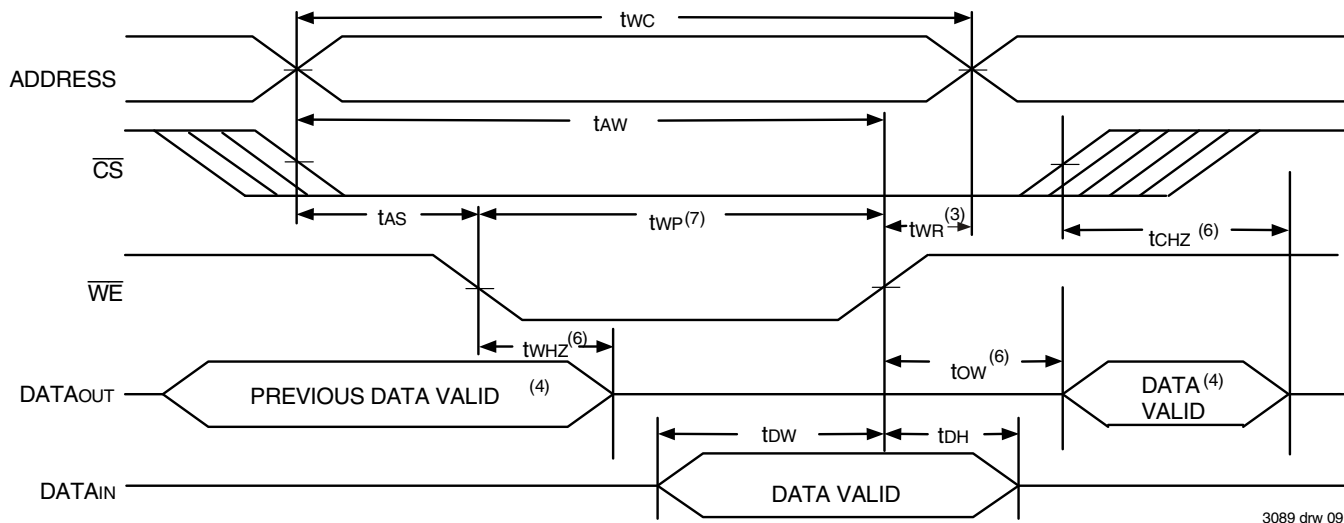 tWC
ADDRESS
tAW
CS
tAS
tWP(7)
tWR(3)
tCHZ (6)
WE
tWHZ(6)
tOW (6)
DATAOUT
PREVIOUS DATA VALID (4)
DATA(4)
VALID
tDW
tDH
DATAIN
DATA VALID
3089 drw 09